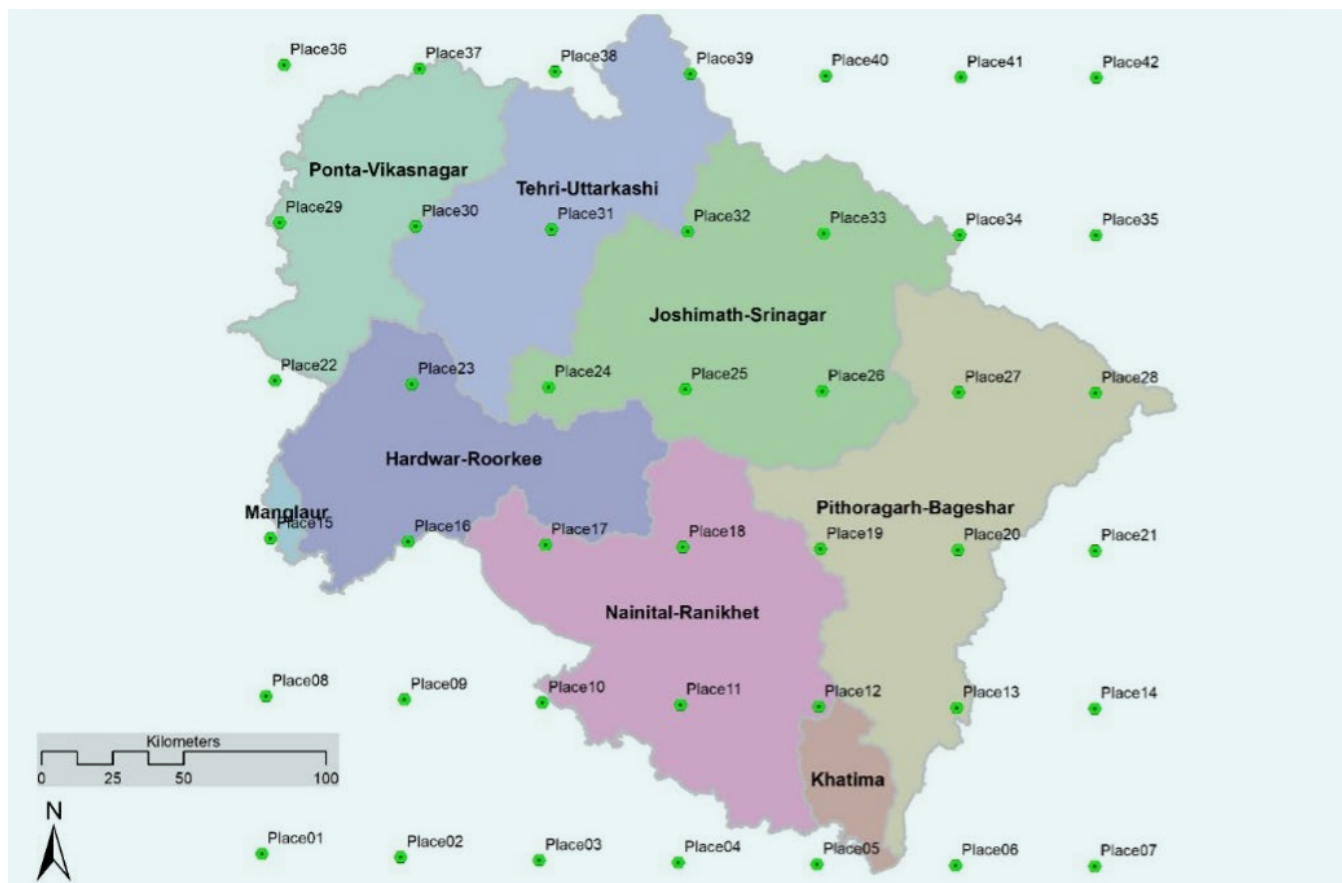 Place36
Place37
Place38
Place39
Place40
Place41
Place42
Ponta-Vikasnagar
Tehri-Uttarkashi
Place29
Place30
Place31
Place32
Place33
Place34
Place35
Joshimath-Srinagar
Place22
Place23
Place24
Place25
Place26
Place27
Place28
Hardwar-Roorkee
Manglaur
Pithoragarh-Bageshar
Place15
Place16
Place17
Place18
Place19
Place20
Place21
Nainital-Ranikhet
Place08
Place09
Place10
Place11
Place12
Place13
Place14
Kilometers
0 25 50 100
Khatima
N
Place01
Place02
Place03
Place04
Place05
Place06
Place07